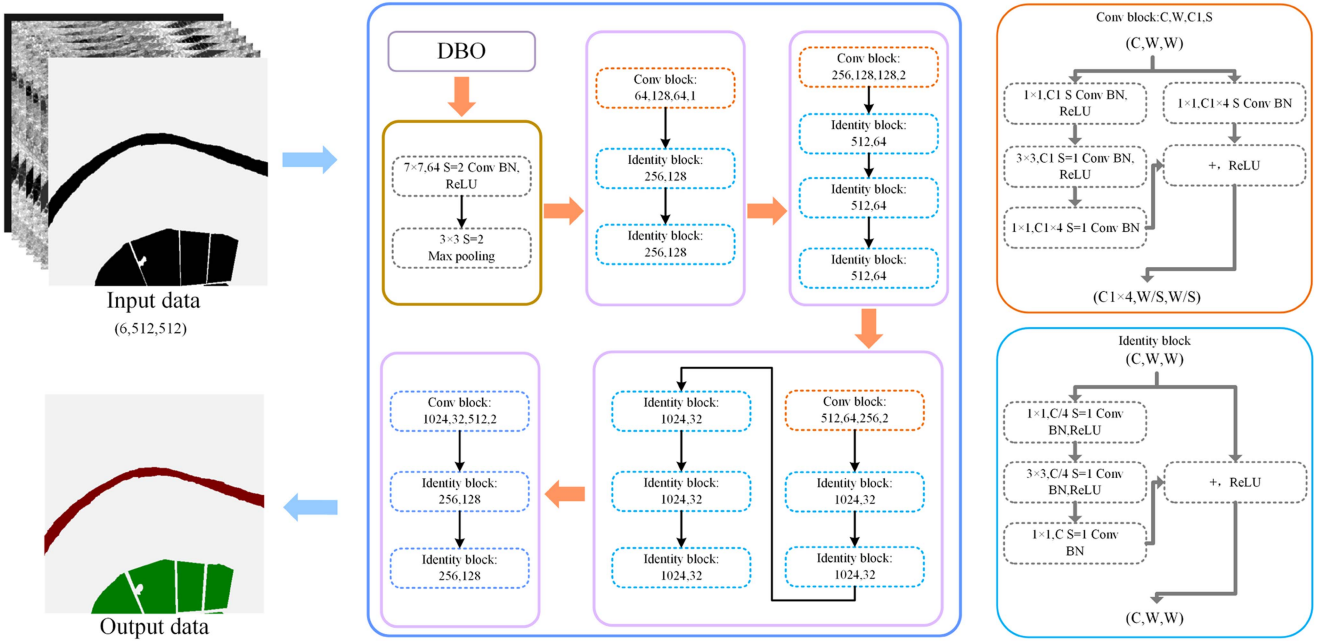 Input data
(6,512,512)
Output data
DBO
7×7,64 S=2 Conv BN,
ReLU
3×3 S=2
Max pooling
Conv block:
64,128,64,1
Identity block:
256,128
Identity block:
256,128
Conv block:
256,128,128,2
Identity block:
512,64
Identity block:
512,64
Identity block:
512,64
Conv block:
512,64,256,2
Identity block:
1024,32
Identity block:
1024,32
Identity block:
1024,32
Identity block:
1024,32
Identity block:
1024,32
Conv block:
1024,32,512,2
Identity block:
256,128
Identity block:
256,128
Conv block:C,W,C1,S
(C,W,W)
1×1,C1 S Conv BN,
ReLU
1×1,C1×4 S Conv BN
3×3,C1 S=1 Conv BN,
ReLU
+，ReLU
1×1,C1×4 S=1 Conv BN
(C1×4,W/S,W/S)
Identity block
(C,W,W)
1×1,C/4 S=1 Conv
BN,ReLU
3×3,C/4 S=1 Conv
BN,ReLU
+，ReLU
1×1,C S=1 Conv
BN
(C,W,W)